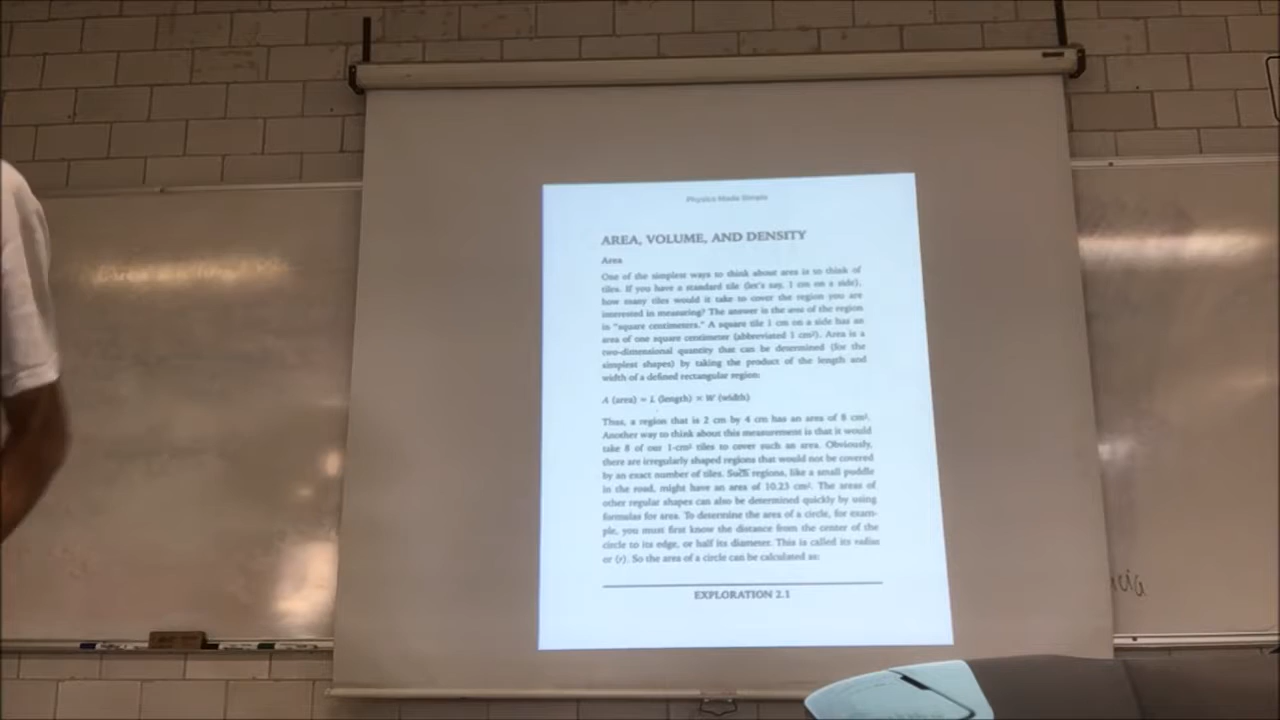 Physics Made Simple
AREA, VOLUME, AND DENSITY
Area
One of the simplest ways to think about area is to think of
tiles. If you have a standard tile (let's say, 1 cm on a side),
how many tiles would it take to cover the region you are
interested in measuring? The answer is the area of the region
in "square centimeters." A square tile 1 cm on a side has an
area of one square centimeter (abbreviated 1 cm²). Area is a
two-dimensional quantity that can be determined (for the
simplest shapes) by taking the product of the length and
width of a defined rectangular region:
A (area) = L (length) × W (width)
Thus, a region that is 2 cm by 4 cm has an area of 8 cm².
Another way to think about this measurement is that it would
take 8 of our 1-cm² tiles to cover such an area. Obviously,
there are irregularly shaped regions that would not be covered
by an exact number of tiles. Such regions, like a small puddle
in the road, might have an area of 10.23 cm². The areas of
other regular shapes can also be determined quickly by using
formulas for area. To determine the area of a circle, for exam-
ple, you must first know the distance from the center of the
circle to its edge, or half its diameter. This is called its radius
or (r). So the area of a circle can be calculated as:
EXPLORATION 2.1